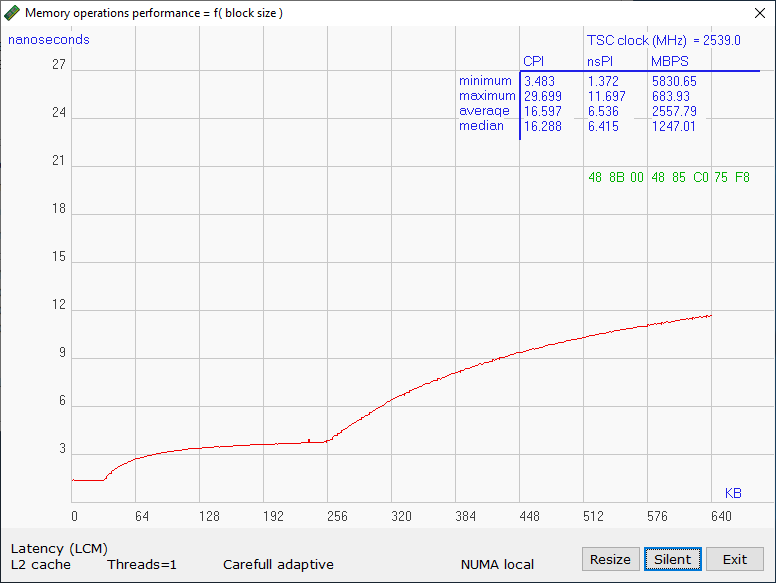 Memory operations performance = f( block size )
nanoseconds
TSC clock (MHz) = 2539.0
CPI nsPI MBPS
minimum 3.483 1.372 5830.65
maximum 29.699 11.697 683.93
average 16.597 6.536 2557.79
median 16.288 6.415 1247.01
48 8B 00 48 85 C0 75 F8
27
24
21
18
15
12
9
6
3
KB
0 64 128 192 256 320 384 448 512 576 640
Latency (LCM)
L2 cache Threads=1 Carefull adaptive NUMA local
Resize Silent Exit